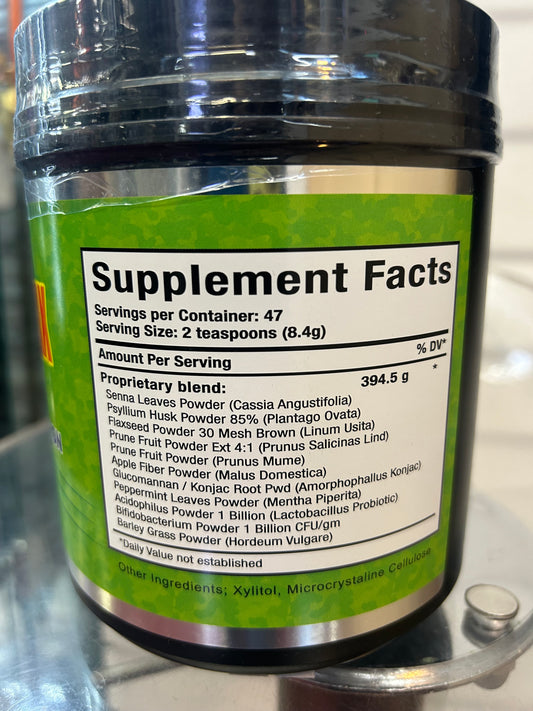 Supplement Facts
Servings per Container: 47
Serving Size: 2 teaspoons (8.4g)
% DV*
Amount Per Serving
Proprietary blend: 394.5 g *
Senna Leaves Powder (Cassia Angustifolia)
Psyllium Husk Powder 85% (Plantago Ovata)
Flaxseed Powder 30 Mesh Brown (Linum Usita)
Prune Fruit Powder Ext 4:1 (Prunus Salicinas Lind)
Prune Fruit Powder (Prunus Mume)
Apple Fiber Powder (Malus Domestica)
Glucomannan / Konjac Root Pwd (Amorphophallus Konjac)
Peppermint Leaves Powder (Mentha Piperita)
Acidophilus Powder 1 Billion (Lactobacillus Probiotic)
Bifidobacterium Powder 1 Billion CFU/gm
Barley Grass Powder (Hordeum Vulgare)
*Daily Value not established
Other Ingredients; Xylitol, Microcrystaline Cellulose